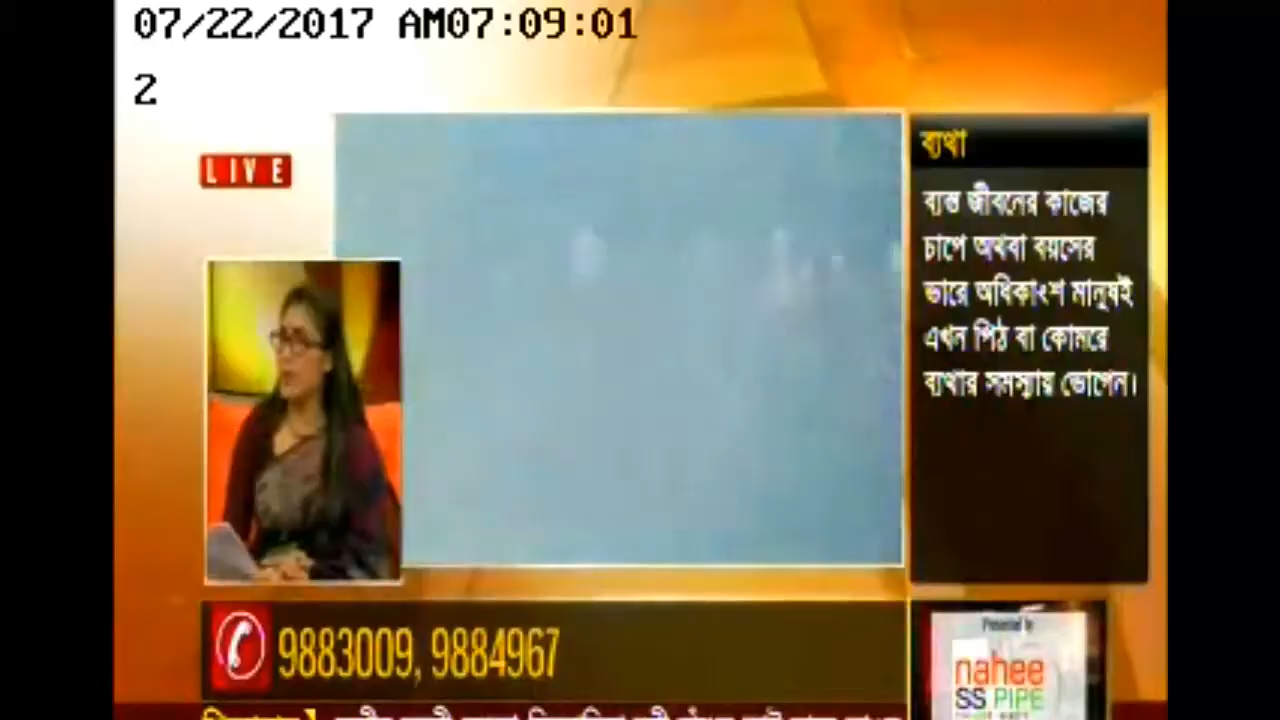 07/22/2017 AM07:09:01
2
LIVE
ব্যথা
ব্যস্ত জীবনের কাজের
চাপে অথবা বয়সের
ভারে অধিকাংশ মানুষই
এখন পিঠ বা কোমরে
ব্যথার সমস্যায় ভোগেন।
9883009, 9884967
Presented by
nahee
SS PIPE